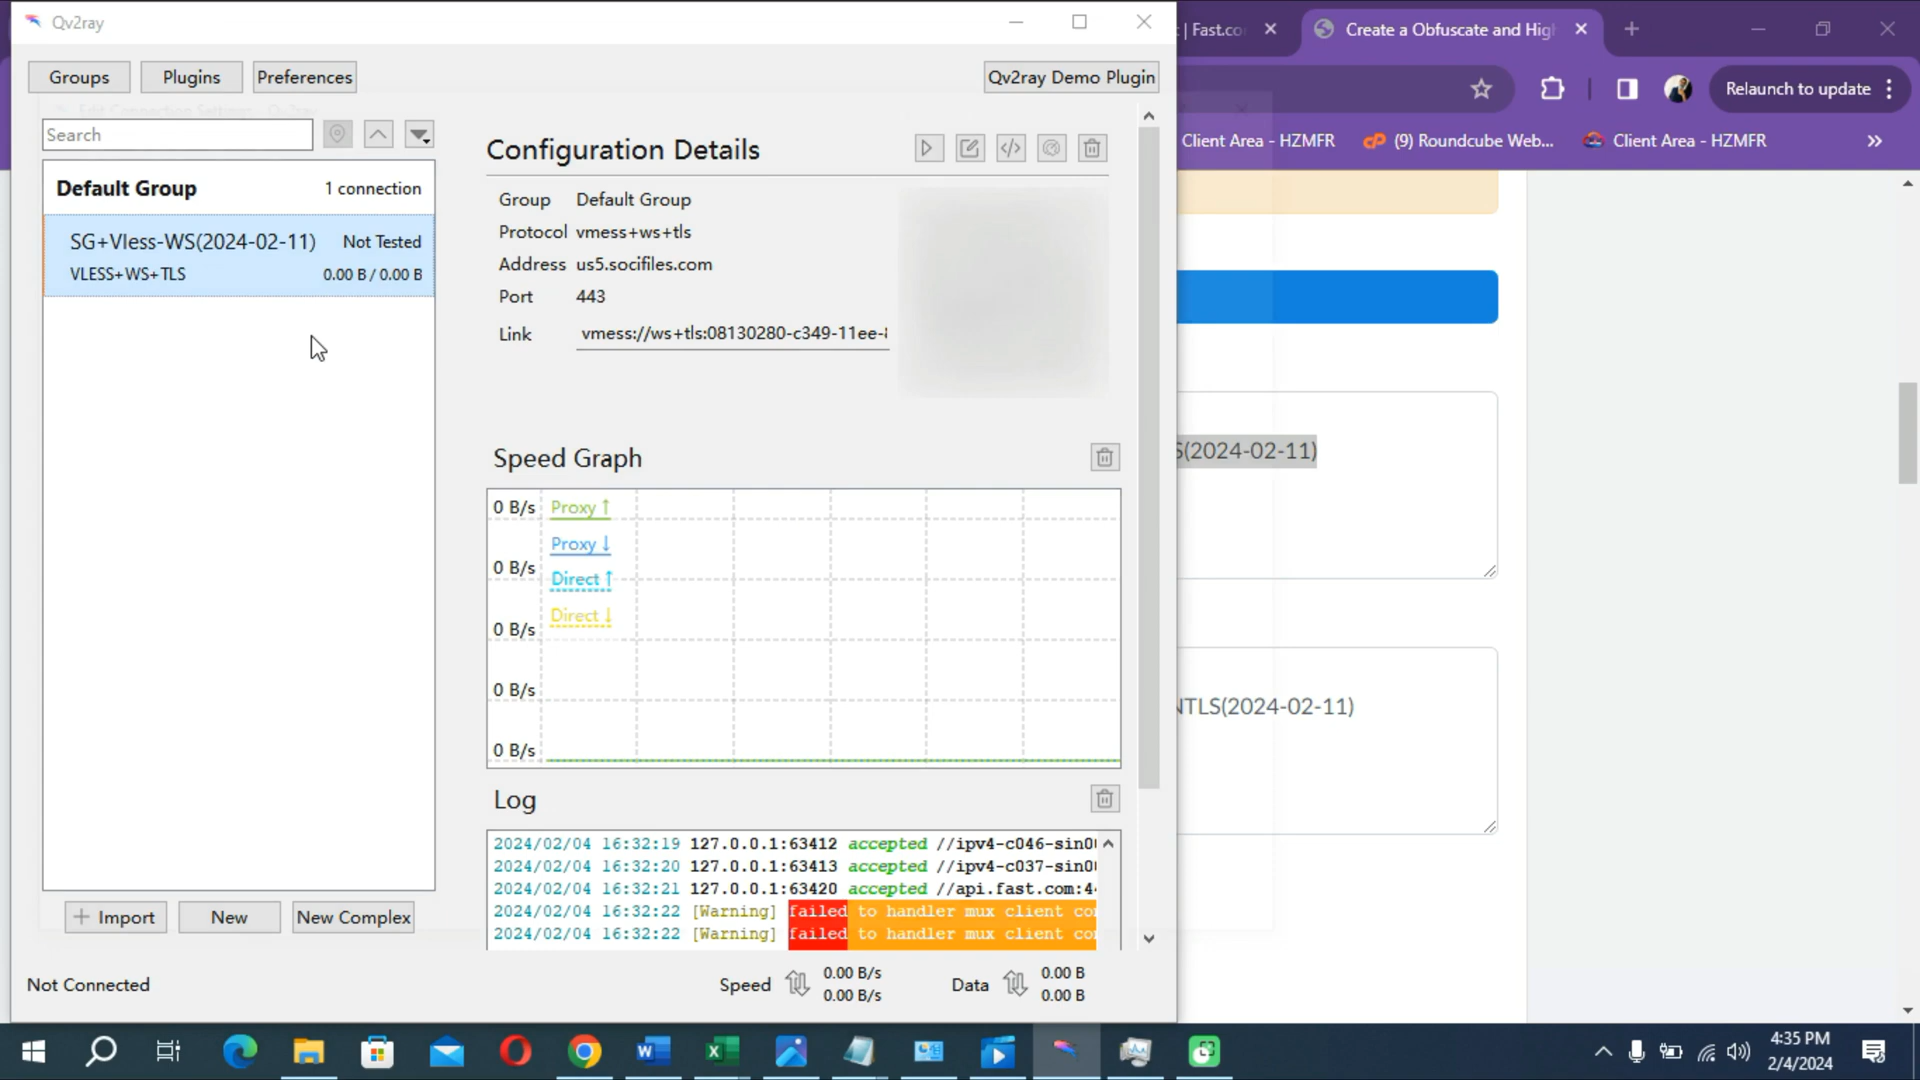 Qv2ray
Groups
Plugins
Preferences
Qv2ray Demo Plugin
Search
Default Group
1 connection
SG+Vless-WS(2024-02-11)
Not Tested
VLESS+WS+TLS
0.00 B / 0.00 B
Import
New
New Complex
Not Connected
Configuration Details
Group Default Group
Protocol vmess+ws+tls
Address us5.socifiles.com
Port 443
Link vmess://ws+tls:08130280-c349-11ee-
Speed Graph
0 B/s Proxy ↑
Proxy ↓
0 B/s
Direct ↑
Direct ↓
0 B/s
0 B/s
0 B/s
Log
2024/02/04 16:32:19 127.0.0.1:63412 accepted //ipv4-c046-sin0
2024/02/04 16:32:20 127.0.0.1:63413 accepted //ipv4-c037-sin0
2024/02/04 16:32:21 127.0.0.1:63420 accepted //api.fast.com:4
2024/02/04 16:32:22 [Warning] failed to handler mux client co
2024/02/04 16:32:22 [Warning] failed to handler mux client co
Speed
0.00 B/s
0.00 B/s
Data
0.00 B
0.00 B
| Fast.co
Create a Obfuscate and Hig
Relaunch to update
Client Area - HZMFR
(9) Roundcube Web...
Client Area - HZMFR
S(2024-02-11)
NTLS(2024-02-11)
4:35 PM
2/4/2024